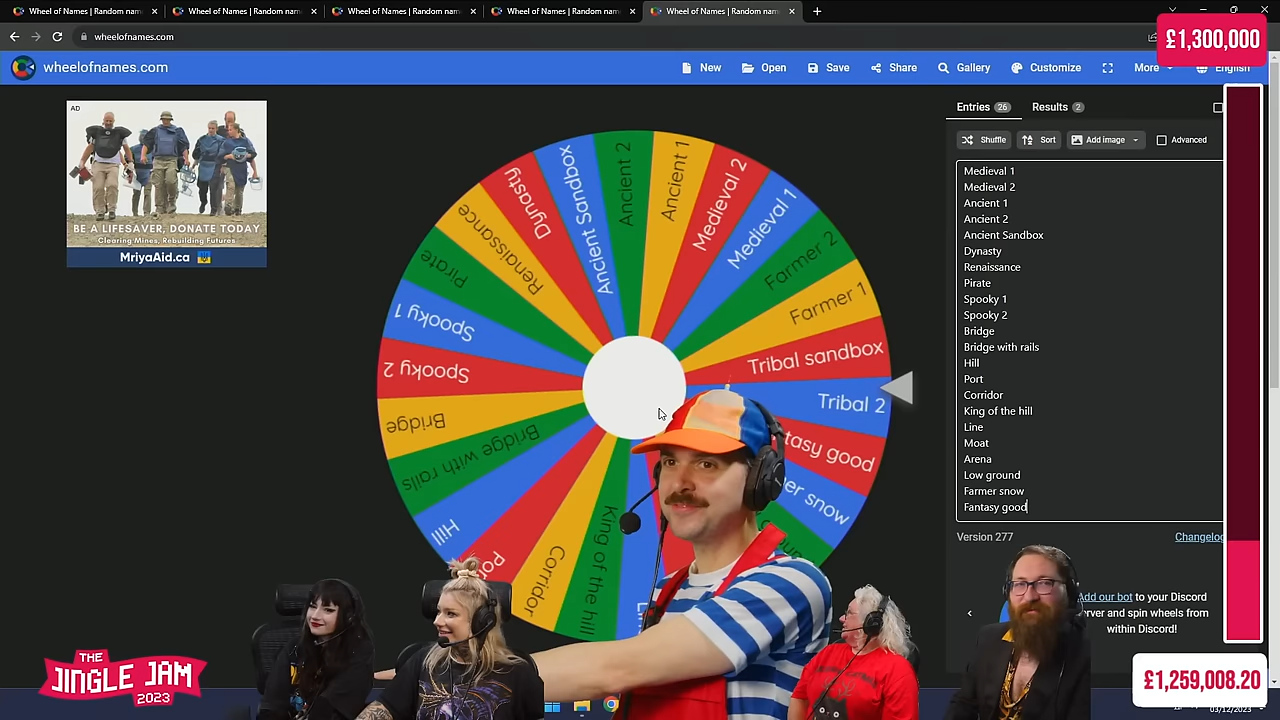 Wheel of Names | Random nam
Wheel of Names | Random nam
Wheel of Names | Random nam
Wheel of Names | Random nam
Wheel of Names | Random nam
wheelofnames.com
£1,300,000
wheelofnames.com
New
Open
Save
Share
Gallery
Customize
More
English
AD
BE A LIFESAVER, DONATE TODAY
Clearing Mines, Rebuilding Futures
MriyaAid.ca
Dynasty
Ancient Sandbox
Ancient 2
Ancient 1
Medieval 2
Medieval 1
Farmer 2
Farmer 1
Tribal sandbox
Tribal 2
tasy good
er snow
Renaissance
Pirate
Spooky 1
Spooky 2
Bridge
Bridge with rails
Hill
Corridor
King of the hill
Entries 26
Results 2
Shuffle
Sort
Add image
Advanced
Medieval 1
Medieval 2
Ancient 1
Ancient 2
Ancient Sandbox
Dynasty
Renaissance
Pirate
Spooky 1
Spooky 2
Bridge
Bridge with rails
Hill
Port
Corridor
King of the hill
Line
Moat
Arena
Low ground
Farmer snow
Fantasy good
Version 277
Changelog
Add our bot to your Discord
erver and spin wheels from
within Discord!
THE
JINGLE JAM
2023
£1,259,008.20
03/12/2023